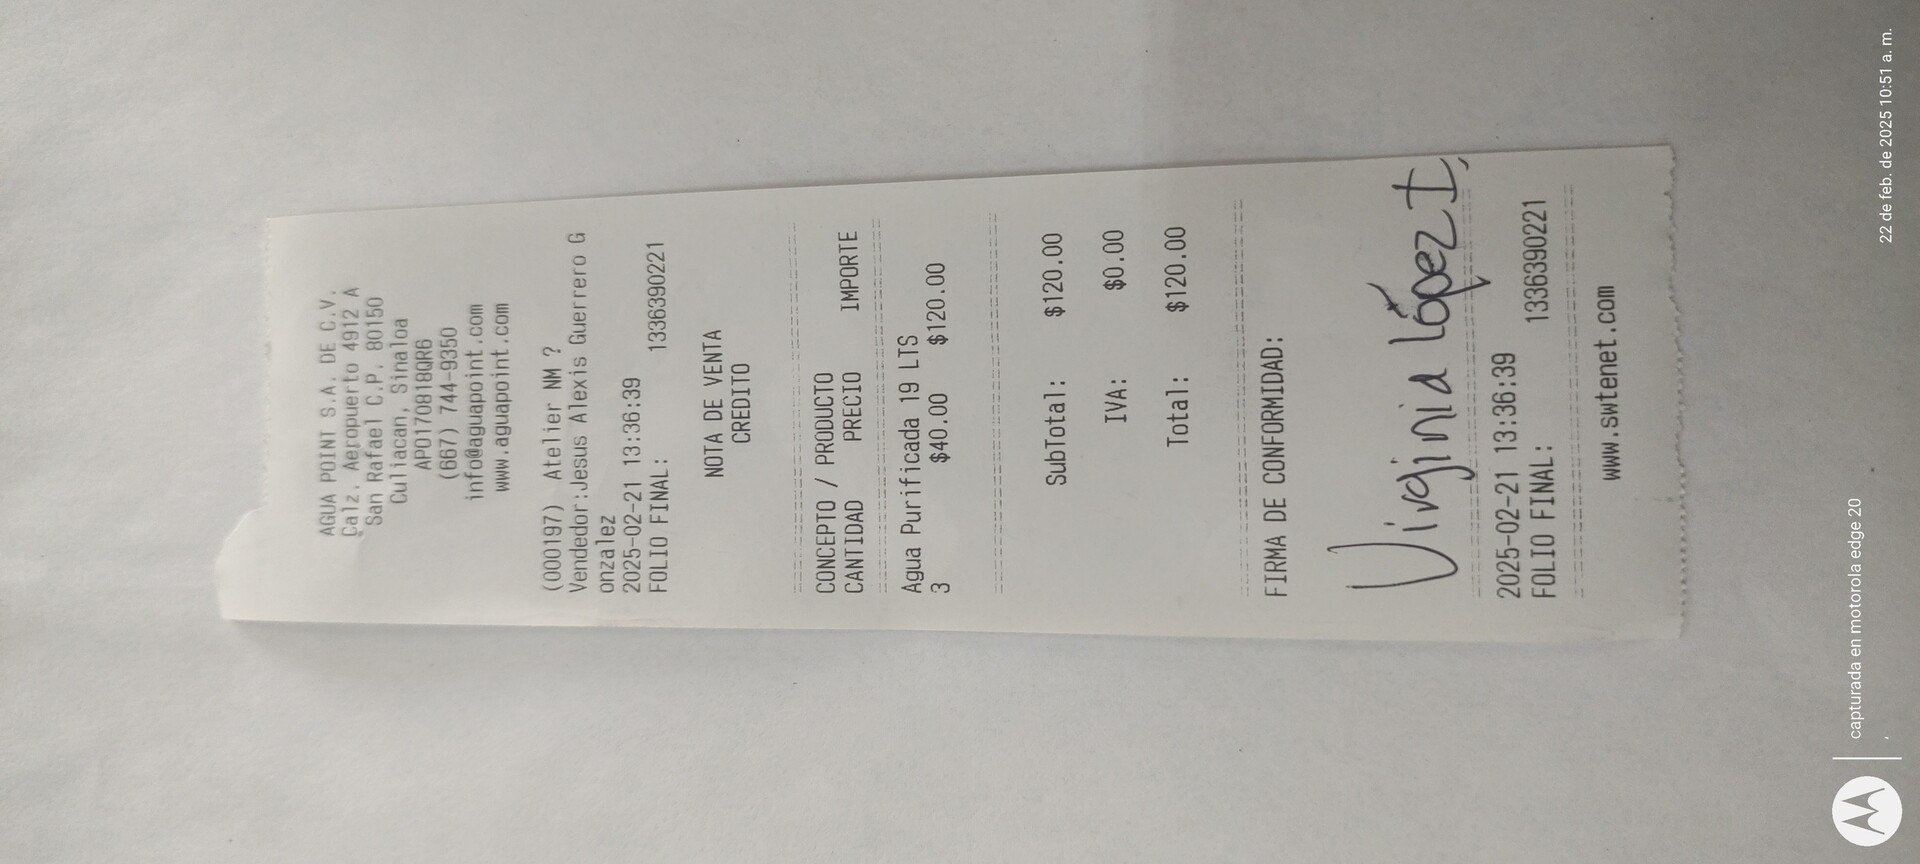 AGUA POINT S.A. DE C.V.
Calz. Aeropuerto 4912 A
San Rafael C.P. 80150
Culiacan, Sinaloa
APO170818QR6
(667) 744-9350
info@aguapoint.com
www.aguapoint.com
(000197) Atelier NM ?
Vendedor:Jesus Alexis Guerrero G
onzalez
2025-02-21 13:36:39
FOLIO FINAL: 1336390221
NOTA DE VENTA
CREDITO
CONCEPTO / PRODUCTO
CANTIDAD PRECIO IMPORTE
Agua Purificada 19 LTS
3 $40.00 $120.00
SubTotal: $120.00
IVA: $0.00
Total: $120.00
FIRMA DE CONFORMIDAD:
Virginia López I.
2025-02-21 13:36:39
FOLIO FINAL: 1336390221
www.swtenet.com
capturada en motorola edge 20
22 de feb. de 2025 10:51 a. m.